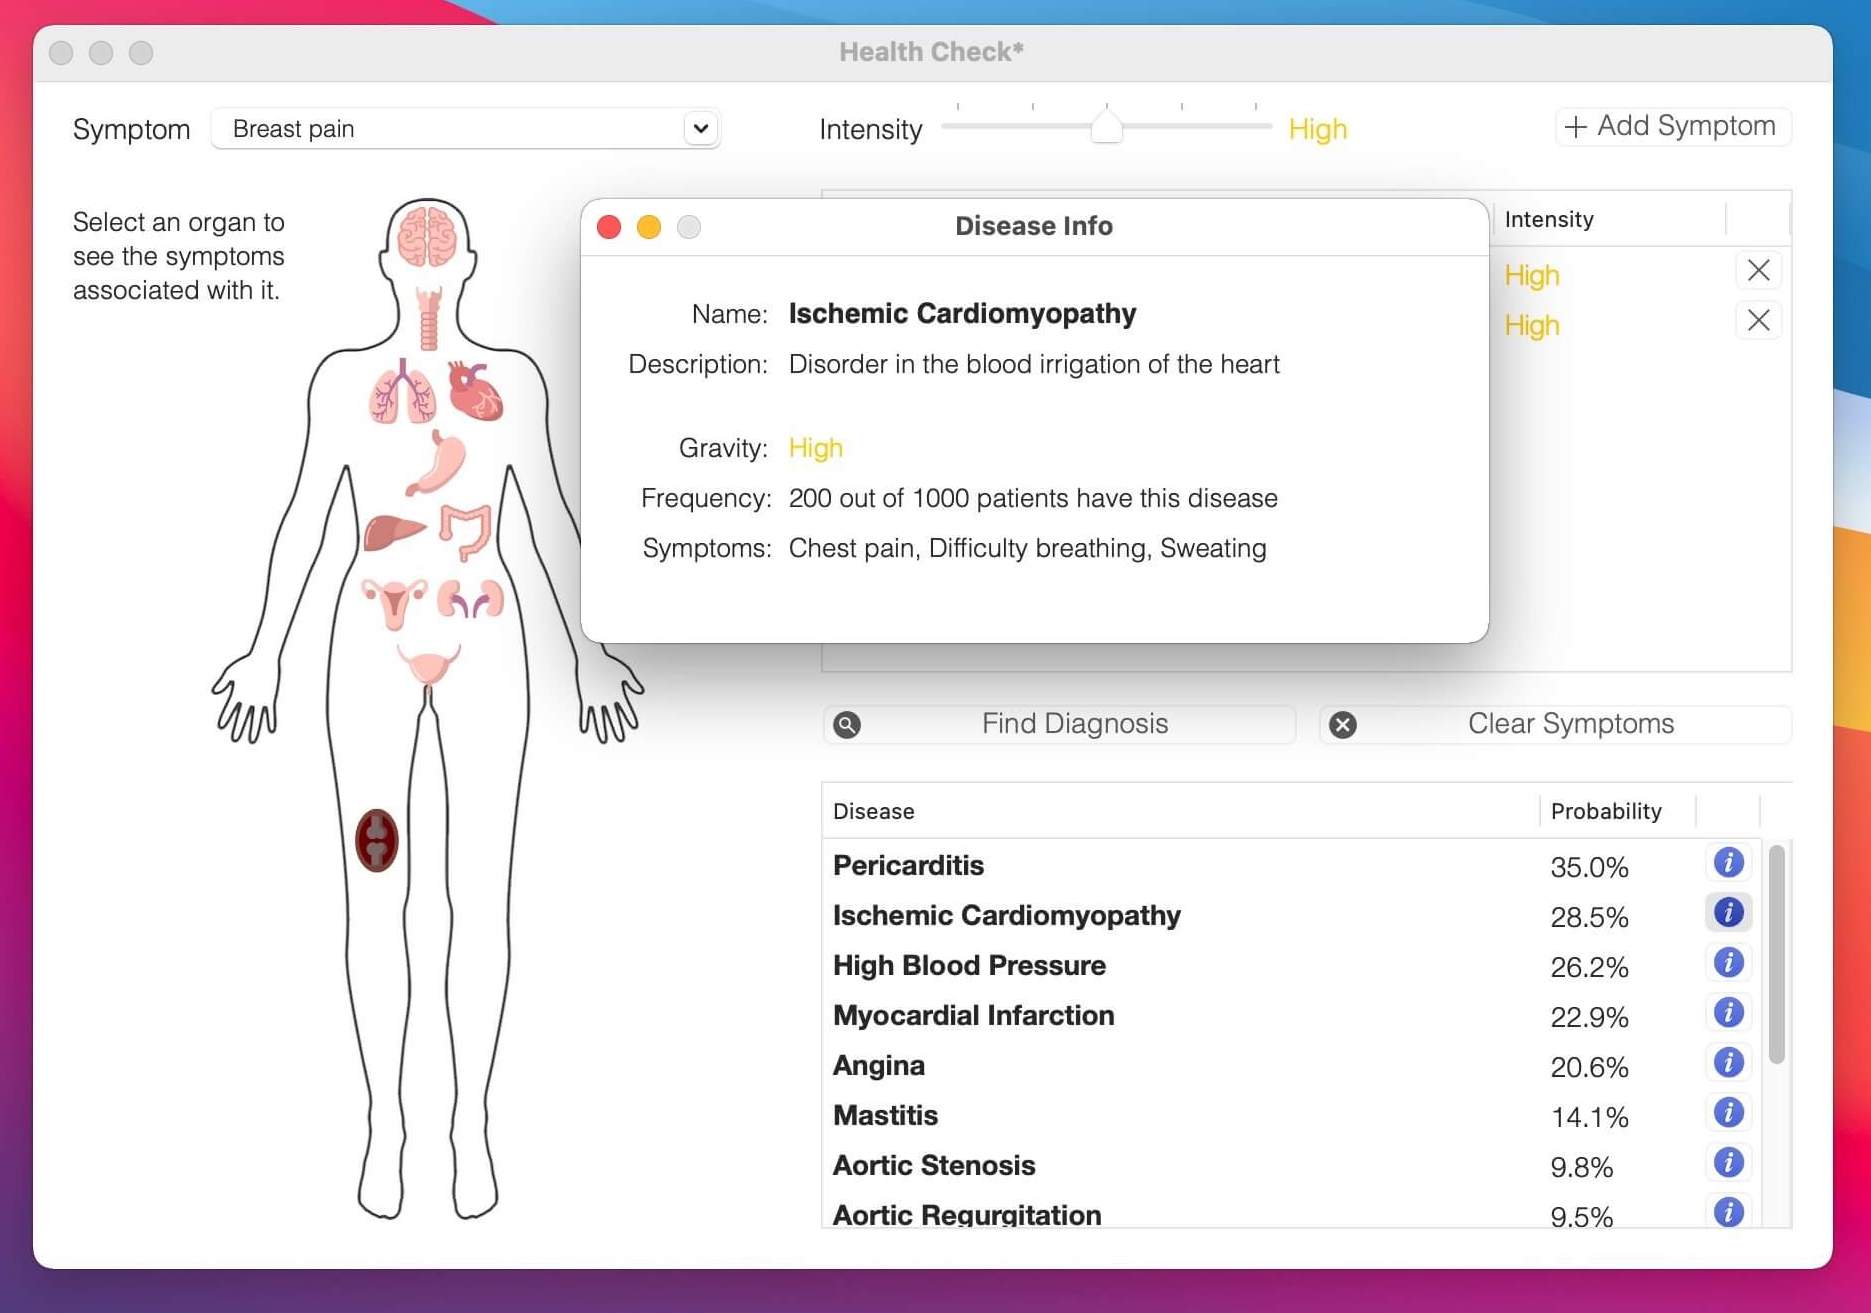 Health Check*
Symptom Breast pain
Intensity High
+ Add Symptom
Select an organ to
see the symptoms
associated with it.
Intensity
High
High
Disease Info
Name: Ischemic Cardiomyopathy
Description: Disorder in the blood irrigation of the heart
Gravity: High
Frequency: 200 out of 1000 patients have this disease
Symptoms: Chest pain, Difficulty breathing, Sweating
Find Diagnosis
Clear Symptoms
Disease Probability
Pericarditis 35.0% i
Ischemic Cardiomyopathy 28.5% i
High Blood Pressure 26.2% i
Myocardial Infarction 22.9% i
Angina 20.6% i
Mastitis 14.1% i
Aortic Stenosis 9.8% i
Aortic Regurgitation 9.5% i